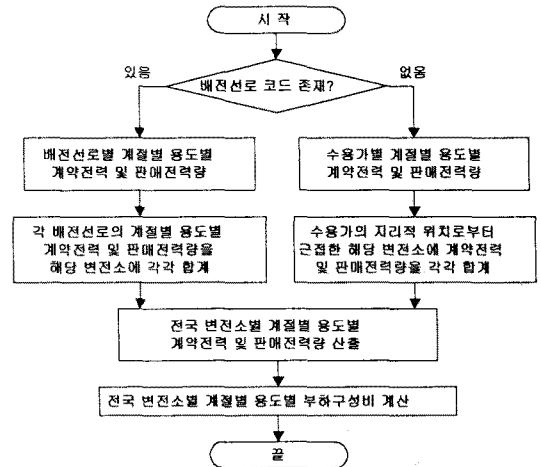 시 작
배전선로 코드 존재?
있음
없음
배전선로별 계절별 용도별
계약전력 및 판매전력량
수용가별 계절별 용도별
계약전력 및 판매전력량
각 배전선로의 계절별 용도별
계약전력 및 판매전력량을
해당 변전소에 각각 합계
수용가의 지리적 위치로부터
근접한 해당 변전소에 계약전력
및 판매전력량을 각각 합계
전국 변전소별 계절별 용도별
계약전력 및 판매전력량 산출
전국 변전소별 계절별 용도별 부하구성비 계산
끝